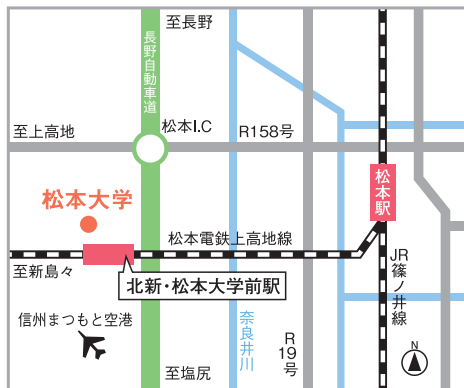 至長野
長野自動車道
松本I.C
R158号
至上高地
松本駅
松本大学
松本電鉄上高地線
至新島々
北新・松本大学前駅
JR篠ノ井線
信州まつもと空港
奈良井川
R19号
N
至塩尻